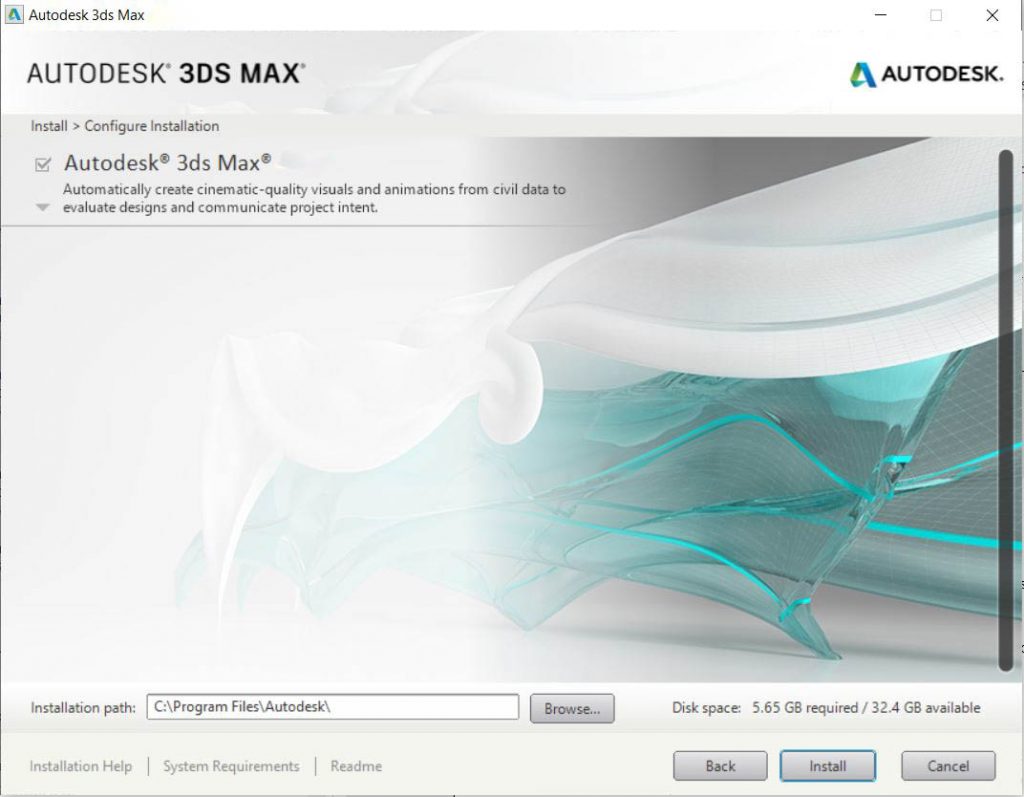 Autodesk 3ds Max
AUTODESK® 3DS MAX®
AUTODESK.
Install > Configure Installation
Autodesk® 3ds Max®
Automatically create cinematic-quality visuals and animations from civil data to
evaluate designs and communicate project intent.
Installation path: C:\Program Files\Autodesk\ Browse... Disk space: 5.65 GB required / 32.4 GB available
Installation Help | System Requirements | Readme Back Install Cancel